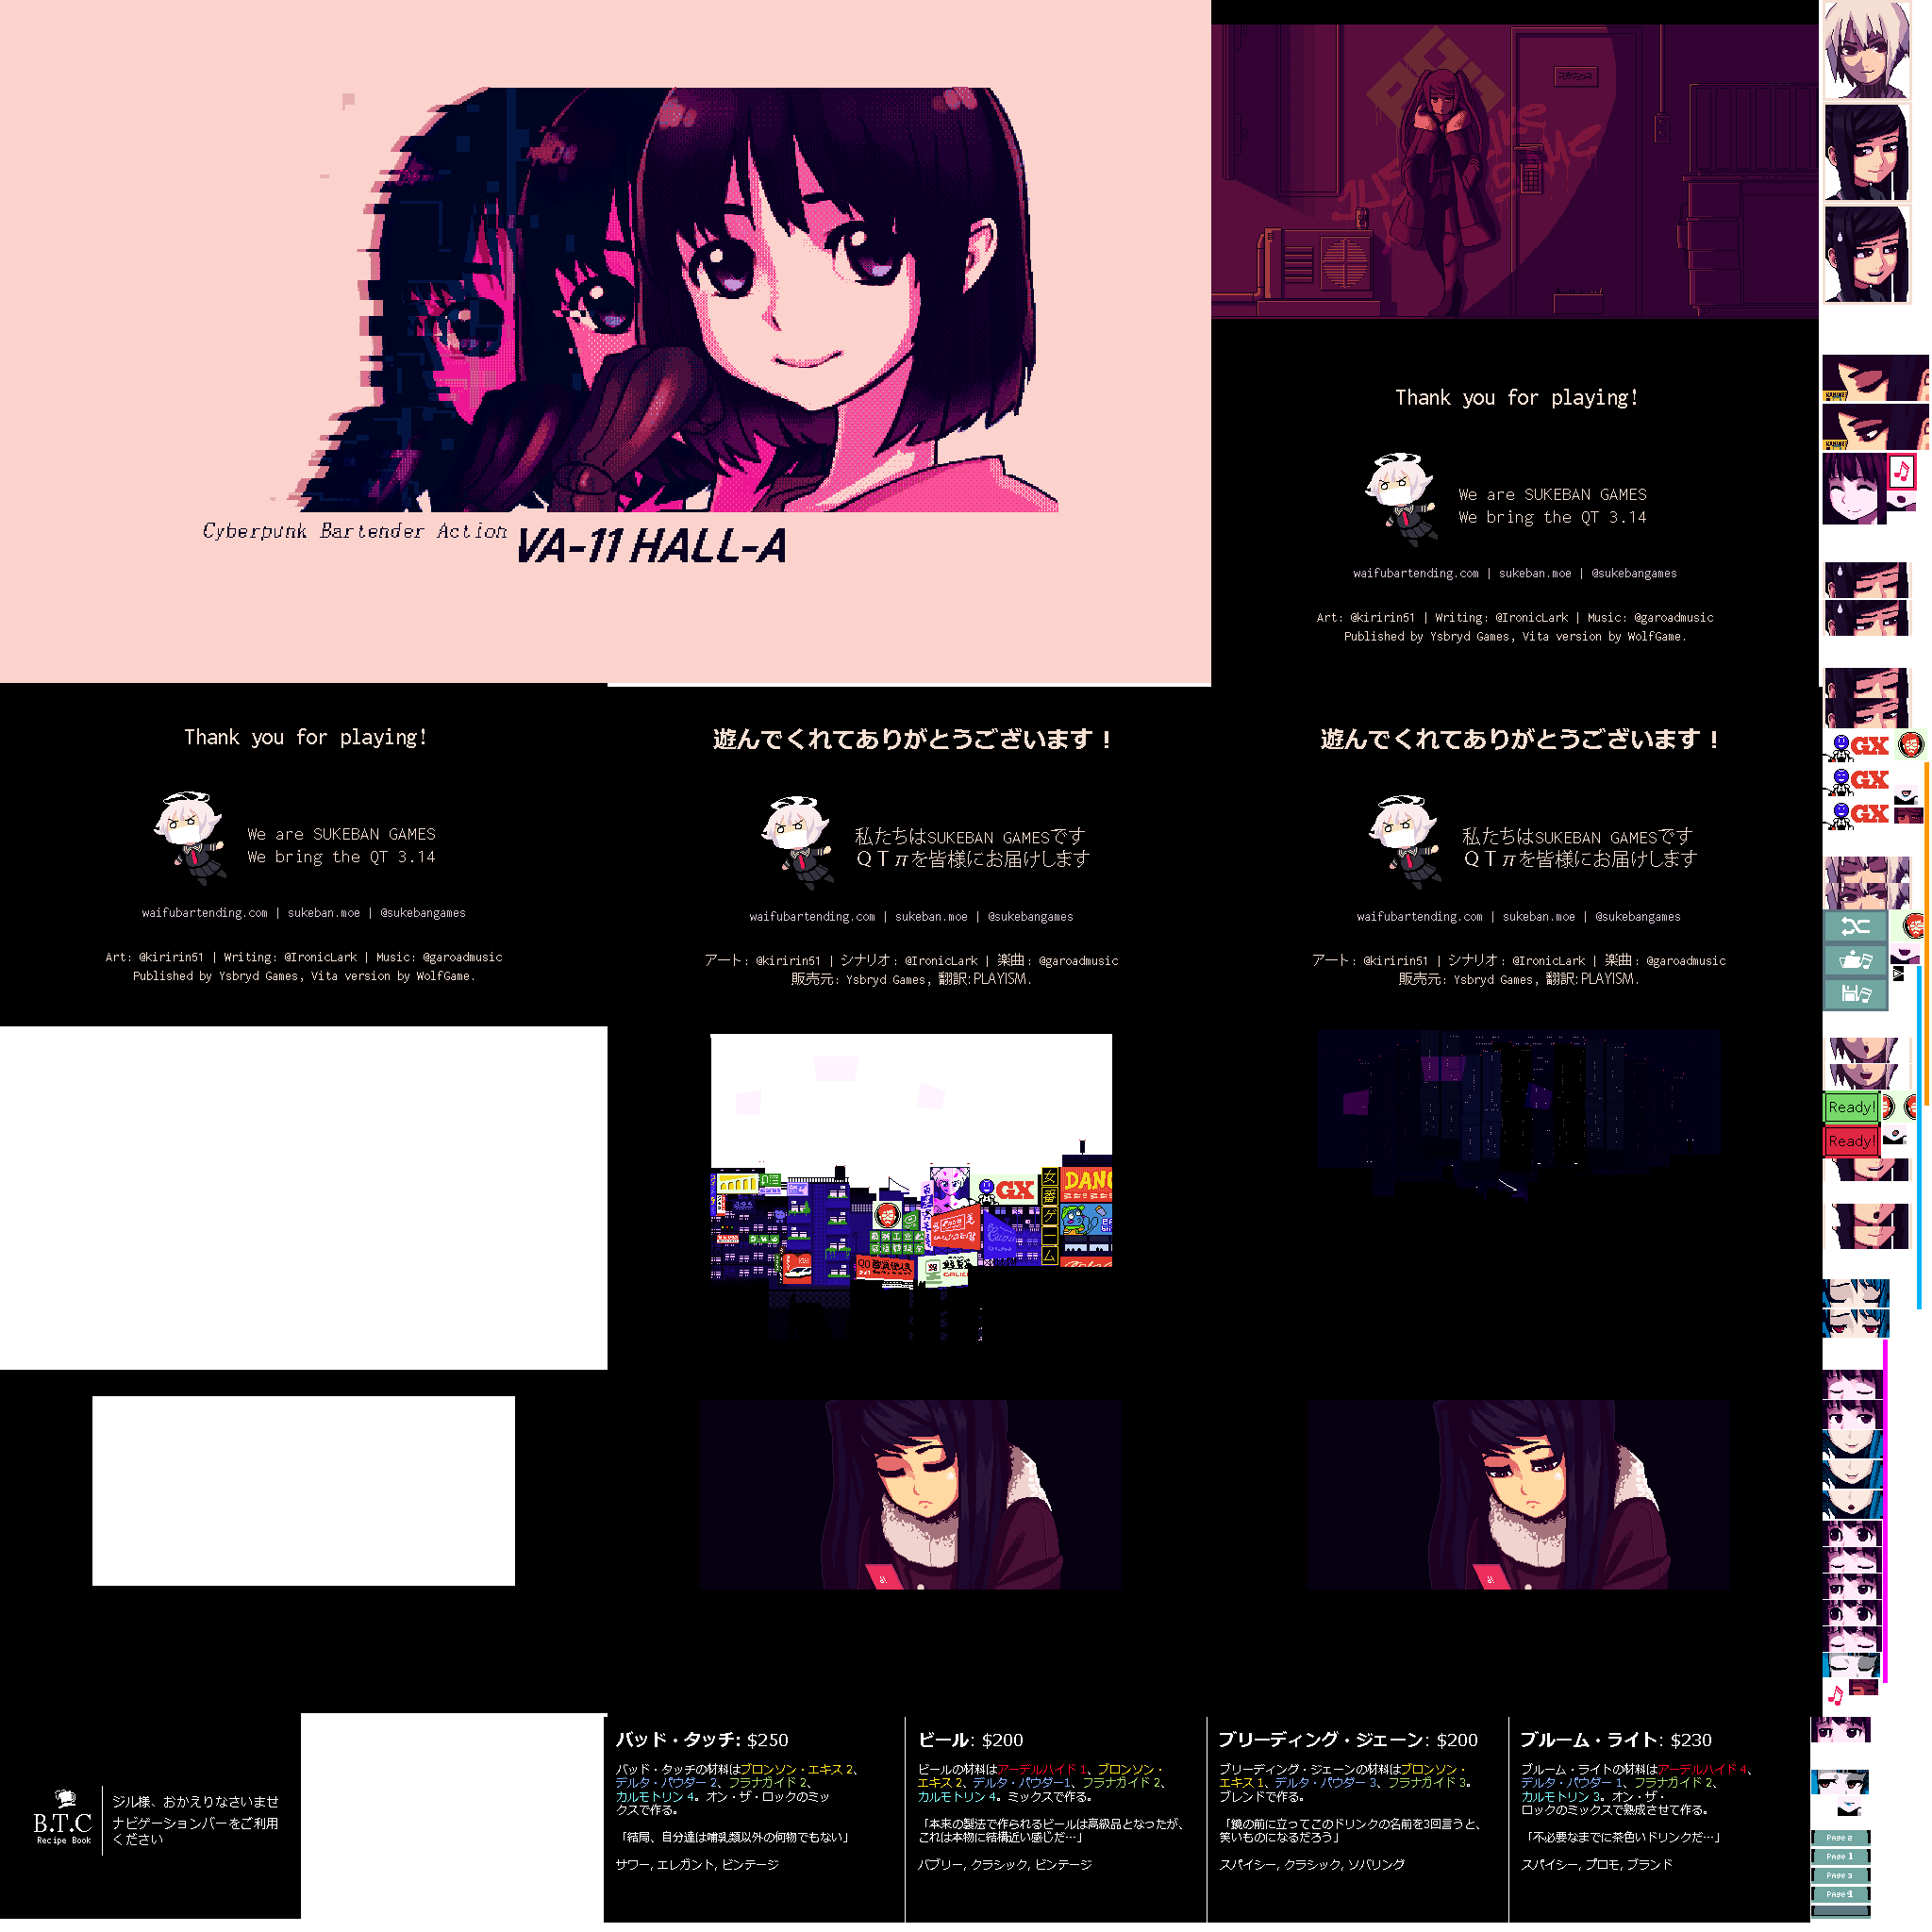 Cyberpunk Bartender Action
VA-11 HALL-A
Thank you for playing!
We are SUKEBAN GAMES
We bring the QT 3.14
waifubartending.com | sukeban.moe | @sukebangames
Art: @kiririn51 | Writing: @IronicLark | Music: @garoadmusic
Published by Ysbryd Games, Vita version by WolfGame.
Thank you for playing!
We are SUKEBAN GAMES
We bring the QT 3.14
waifubartending.com | sukeban.moe | @sukebangames
Art: @kiririn51 | Writing: @IronicLark | Music: @garoadmusic
Published by Ysbryd Games, Vita version by WolfGame.
遊んでくれてありがとうございます！
私たちはSUKEBAN GAMESです
ＱＴπを皆様にお届けします
waifubartending.com | sukeban.moe | @sukebangames
アート: @kiririn51 | シナリオ: @IronicLark | 楽曲: @garoadmusic
販売元: Ysbryd Games, 翻訳:PLAYISM.
遊んでくれてありがとうございます！
私たちはSUKEBAN GAMESです
ＱＴπを皆様にお届けします
waifubartending.com | sukeban.moe | @sukebangames
アート: @kiririn51 | シナリオ: @IronicLark | 楽曲: @garoadmusic
販売元: Ysbryd Games, 翻訳:PLAYISM.
GX
GX
GX
Ready!
Ready!
GX
女番ゲーム
DANG
B.T.C
Recipe Book
ジル様、おかえりなさいませ
ナビゲーションバーをご利用
ください
バッド・タッチ: $250
バッド・タッチの材料はブロンソン・エキス 2、
デルタ・パウダー 2、フラナガイド 2、
カルモトリン 4。オン・ザ・ロックのミッ
クスで作る。
「結局、自分達は哺乳類以外の何物でもない」
サワー, エレガント, ビンテージ
ビール: $200
ビールの材料はアーデルハイド 1、ブロンソン・
エキス 2、デルタ・パウダー1、フラナガイド 2、
カルモトリン 4。ミックスで作る。
「本来の製法で作られるビールは高級品となったが、
これは本物に結構近い感じだ…」
バブリー, クラシック, ビンテージ
ブリーディング・ジェーン: $200
ブリーディング・ジェーンの材料はブロンソン・
エキス 1、デルタ・パウダー 3、フラナガイド 3。
ブレンドで作る。
「鏡の前に立ってこのドリンクの名前を3回言うと、
笑いものになるだろう」
スパイシー, クラシック, ソバリング
ブルーム・ライト: $230
ブルーム・ライトの材料はアーデルハイド 4、
デルタ・パウダー 1、フラナガイド 2、
カルモトリン 3。オン・ザ・
ロックのミックスで熟成させて作る。
「不必要なまでに茶色いドリンクだ…」
スパイシー, プロモ, ブランド
PAGE 2
PAGE 1
PAGE 3
PAGE 4